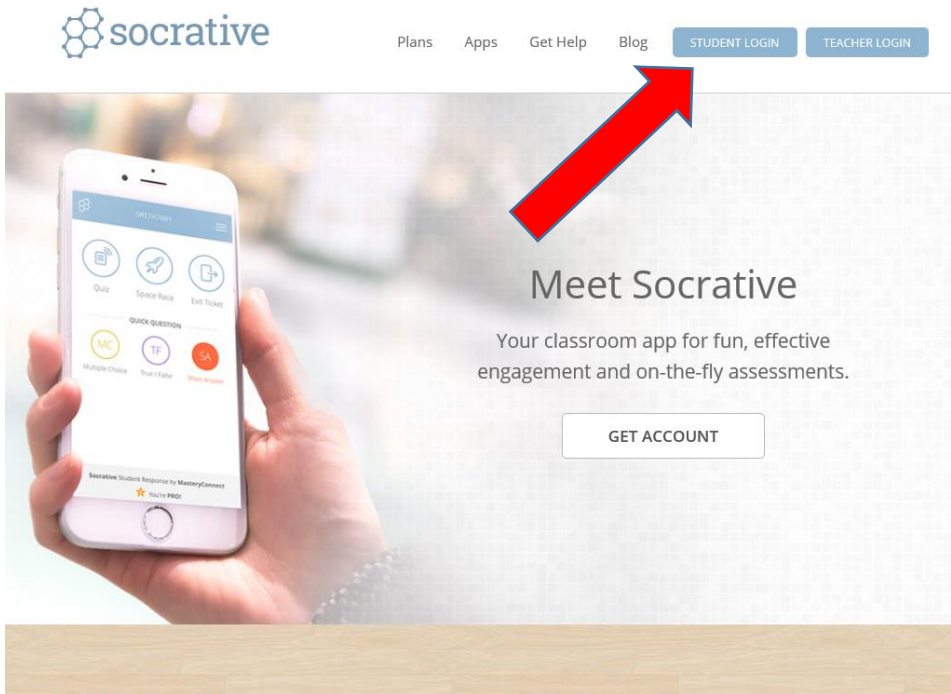 socrative
Plans Apps Get Help Blog STUDENT LOGIN TEACHER LOGIN
SMITH7001
Quiz Space Race Exit Ticket
QUICK QUESTION
MC TF SA
Multiple Choice True / False Short Answer
Socrative Student Response by MasteryConnect
You're PRO!
Meet Socrative
Your classroom app for fun, effective
engagement and on-the-fly assessments.
GET ACCOUNT